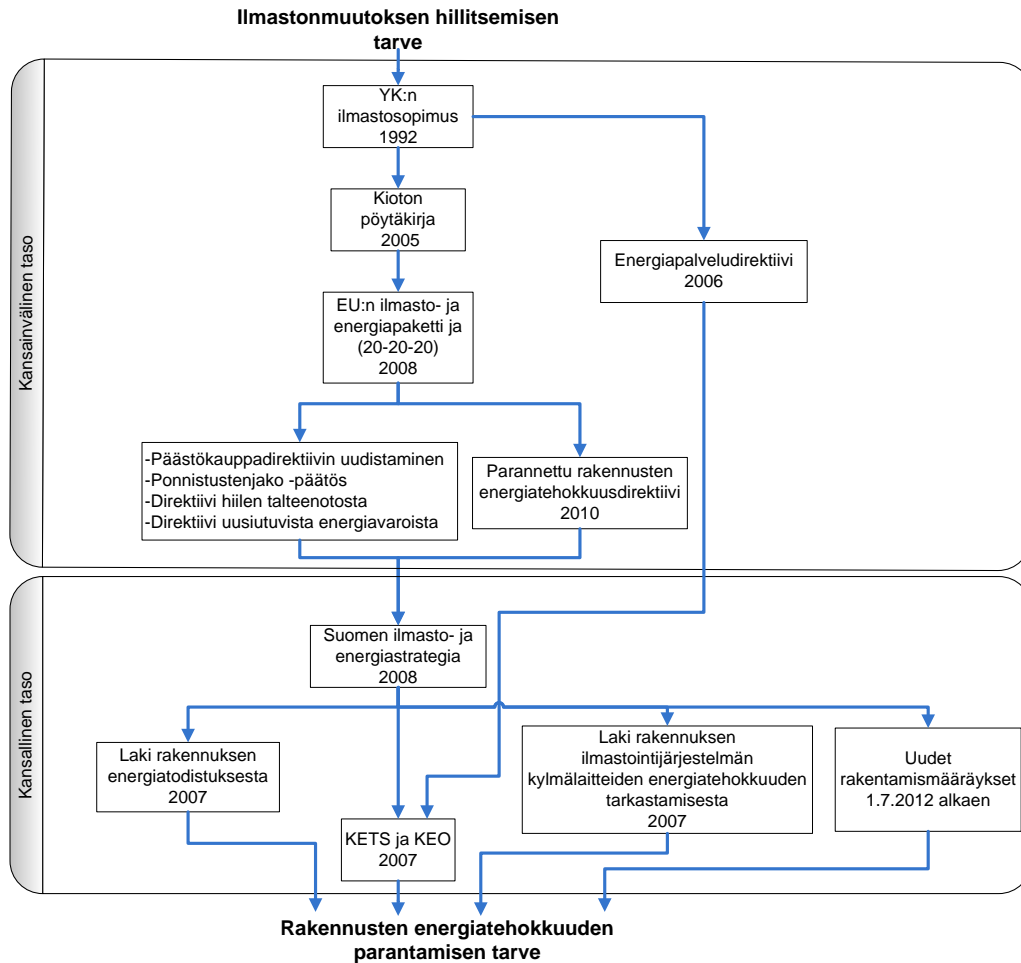 Ilmastonmuutoksen hillitsemisen
tarve
Kansainvälinen taso
YK:n
ilmastosopimus
1992
Kioton
pöytäkirja
2005
Energiapalveludirektiivi
2006
EU:n ilmasto- ja
energiapaketti ja
(20-20-20)
2008
-Päästökauppadirektiivin uudistaminen
-Ponnistustenjako -päätös
-Direktiivi hiilen talteenotosta
-Direktiivi uusiutuvista energiavaroista
Parannettu rakennusten
energiatehokkuusdirektiivi
2010
Kansallinen taso
Suomen ilmasto- ja
energiastrategia
2008
Laki rakennuksen
energiatodistuksesta
2007
KETS ja KEO
2007
Laki rakennuksen
ilmastointijärjestelmän
kylmälaitteiden energiatehokkuuden
tarkastamisesta
2007
Uudet
rakentamismääräykset
1.7.2012 alkaen
Rakennusten energiatehokkuuden
parantamisen tarve